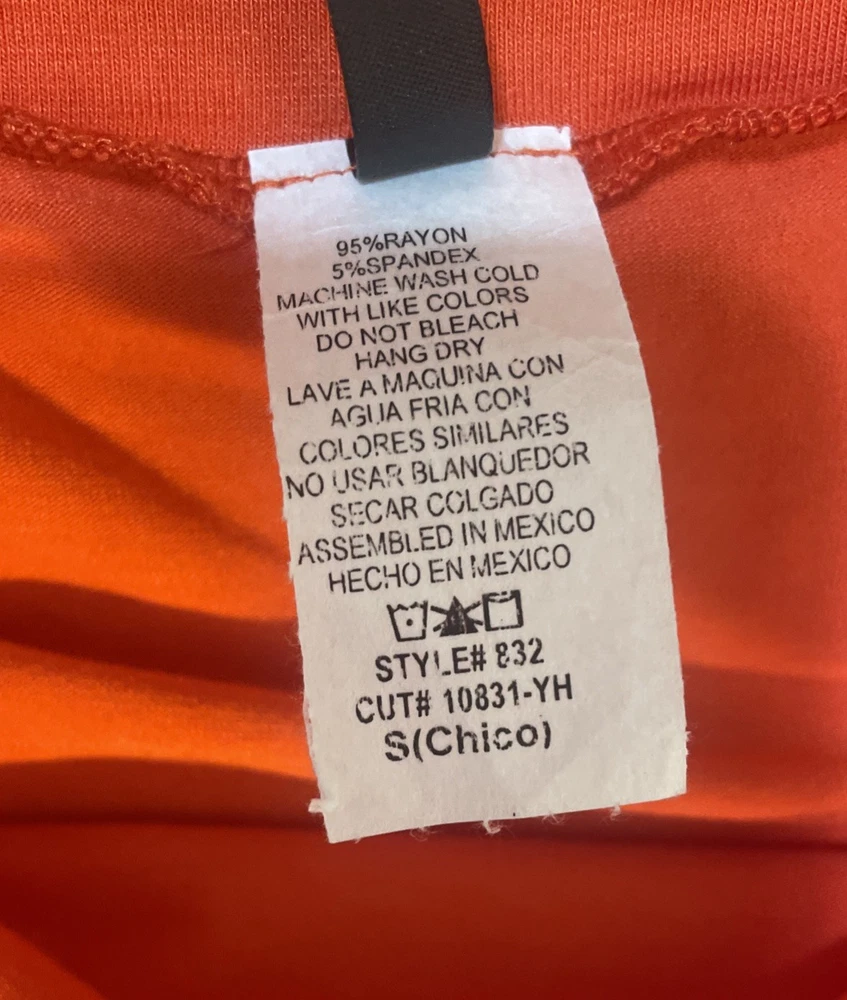 95%RAYON
5%SPANDEX
MACHINE WASH COLD
WITH LIKE COLORS
DO NOT BLEACH
HANG DRY
LAVE A MAQUINA CON
AGUA FRIA CON
COLORES SIMILARES
NO USAR BLANQUEDOR
SECAR COLGADO
ASSEMBLED IN MEXICO
HECHO EN MEXICO
STYLE# 832
CUT# 10831-YH
S(Chico)